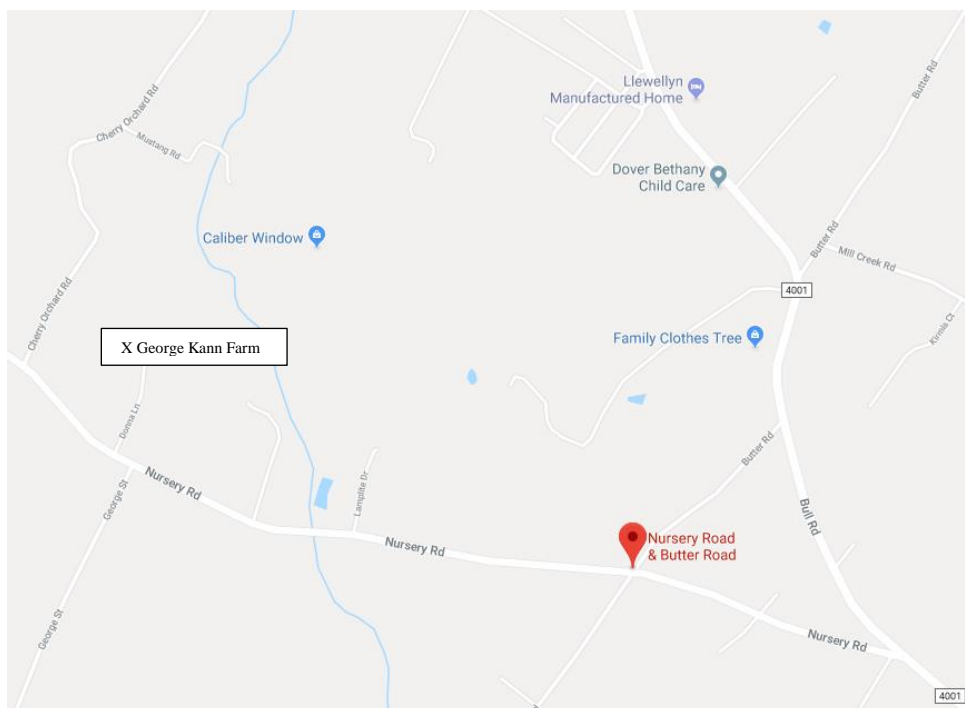 Llewellyn
Manufactured Home
Butter Rd
Cherry Orchard Rd
Mustang Rd
Dover Bethany
Child Care
Caliber Window
Butter Rd
Mill Creek Rd
4001
Cherry Orchard Rd
X George Kann Farm
Family Clothes Tree
Kirmla Ct
Donna Ln
Butter Rd
Nursery Rd
George St
Lamplite Dr
Bull Rd
Nursery Rd
Nursery Road
& Butter Road
George St
Nursery Rd
4001